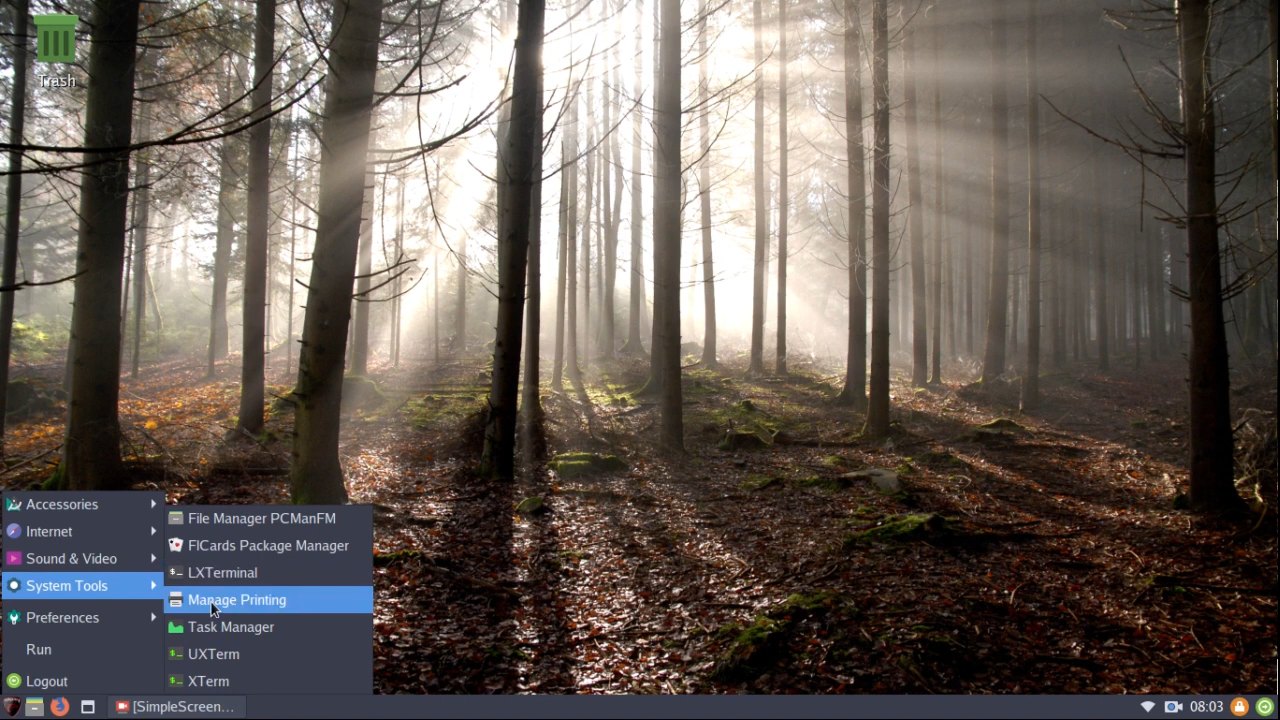 Trash
Accessories
Internet
Sound & Video
System Tools
Preferences
Run
Logout
File Manager PCManFM
FlCards Package Manager
LXTerminal
Manage Printing
Task Manager
UXTerm
XTerm
[SimpleScreen…
08:03